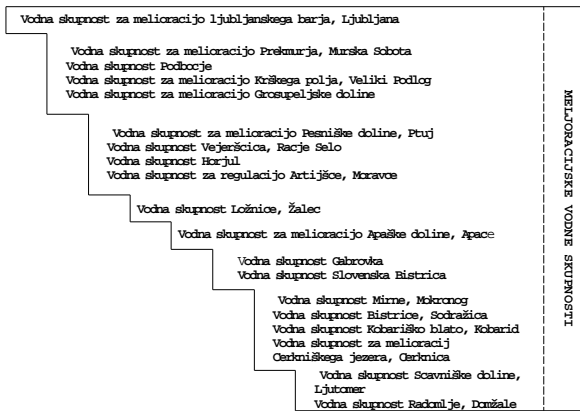 Vodna skupnost za melioracijo ljubljanskega barja, Ljubljana
Vodna skupnost za melioracijo Prekmurja, Murska Sobota
Vodna skupnost Podbocje
Vodna skupnost za melioracijo Krškega polja, Veliki Podlog
Vodna skupnost za melioracijo Grosupeljske doline
Vodna skupnost za melioracijo Pesniške doline, Ptuj
Vodna skupnost Vejeršcica, Racje Selo
Vodna skupnost Horjul
Vodna skupnost za regulacijo Artijšce, Moravce
Vodna skupnost Ložnice, Žalec
Vodna skupnost za melioracijo Apaške doline, Apace
Vodna skupnost Gabrovka
Vodna skupnost Slovenska Bistrica
Vodna skupnost Mirne, Mokronog
Vodna skupnost Bistrice, Sodražica
Vodna skupnost Kobariško blato, Kobarid
Vodna skupnost za melioracij
Cerkniškega jezera, Cerknica
Vodna skupnost Scavniške doline,
Ljutomer
Vodna skupnost Radomlje, Domžale
MELJORACIJSKE VODNE SKUPNOSTI